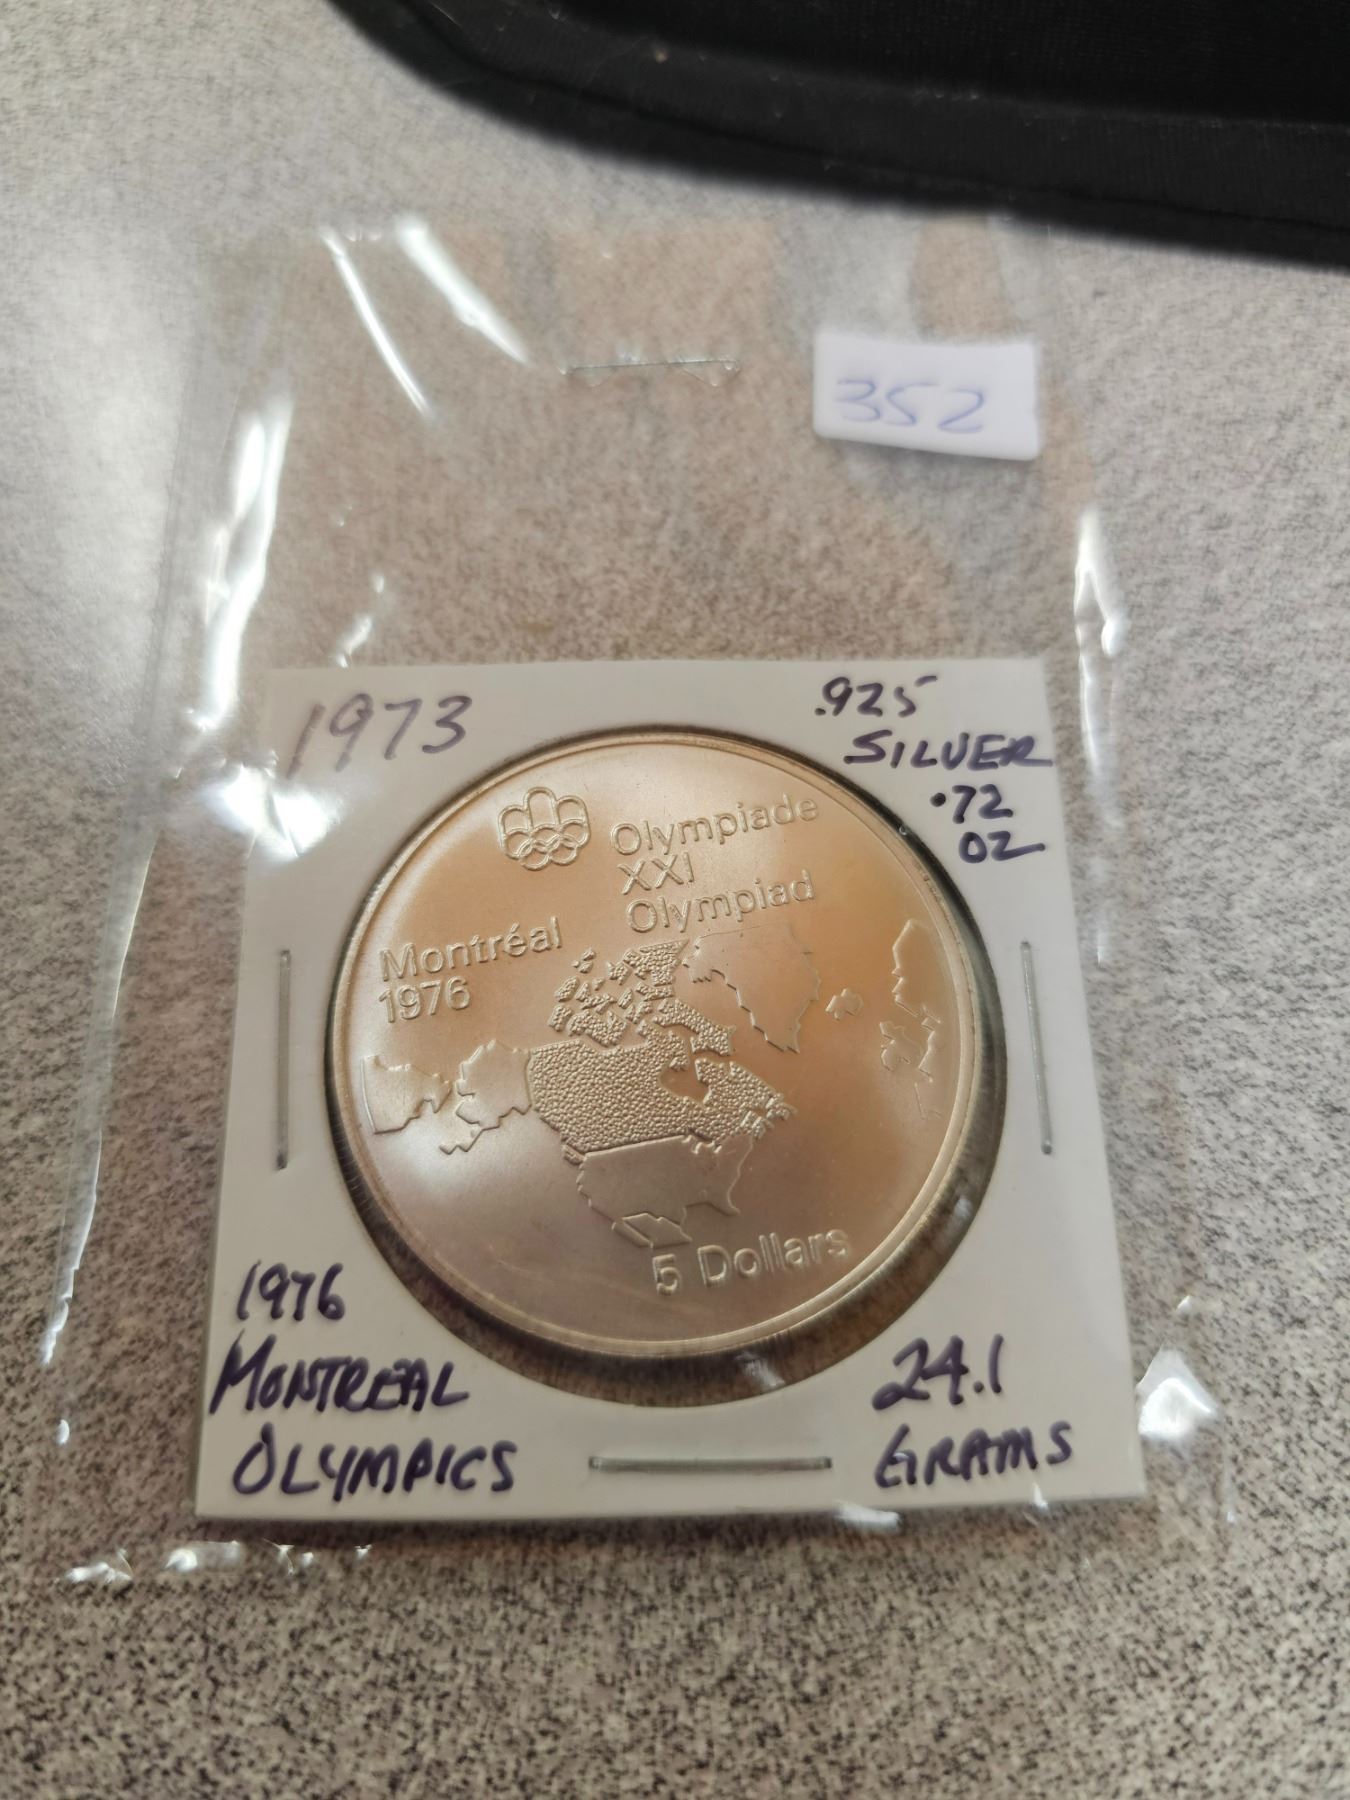 352
1973
.925
SILVER
.72
OZ
Olympiade
XXI
Olympiad
Montréal
1976
5 Dollars
1976
MONTREAL
OLYMPICS
24.1
GRAMS